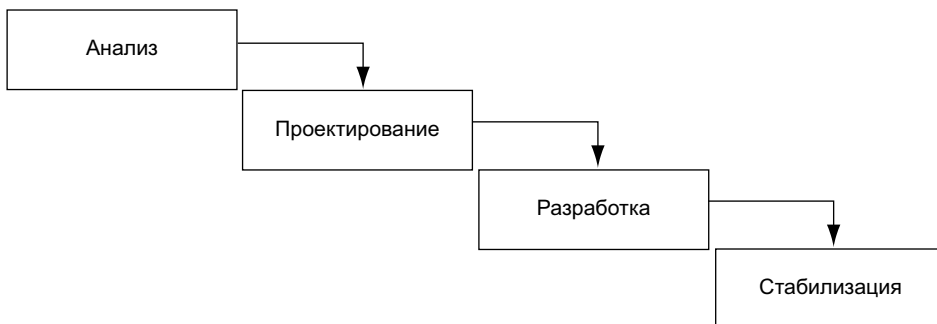 Анализ
Проектирование
Разработка
Стабилизация